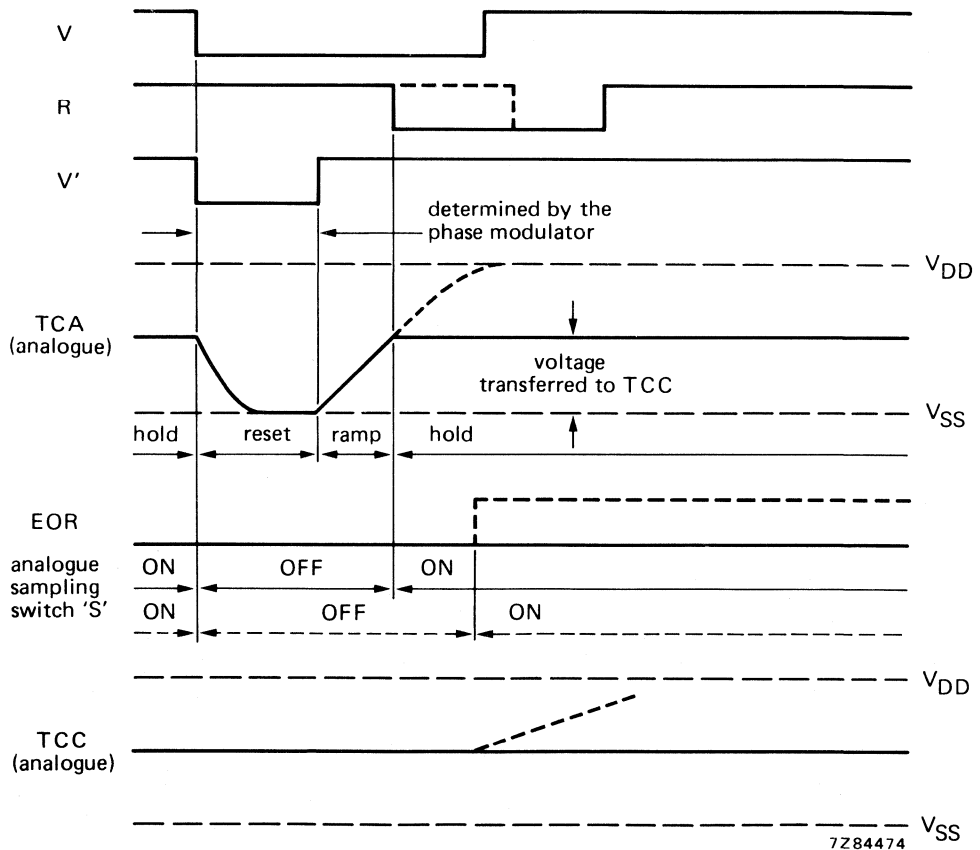 V
R
V'
determined by the
phase modulator
VDD
TCA
(analogue)
voltage
transferred to TCC
VSS
hold
reset
ramp
hold
EOR
analogue
sampling
switch 'S'
ON
OFF
ON
ON
OFF
ON
VDD
TCC
(analogue)
VSS
7Z84474